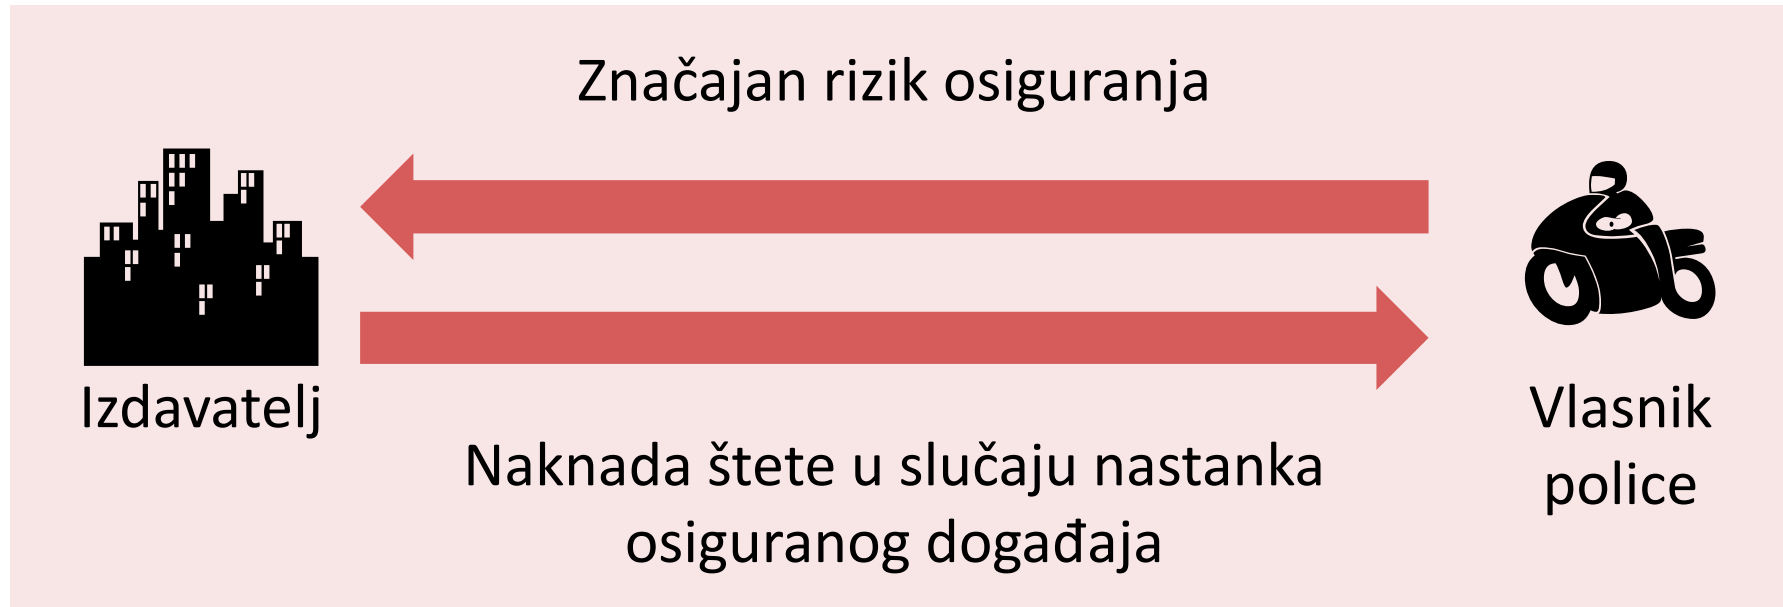 Značajan rizik osiguranja
Izdavatelj
Vlasnik
police
Naknada štete u slučaju nastanka
osiguranog događaja